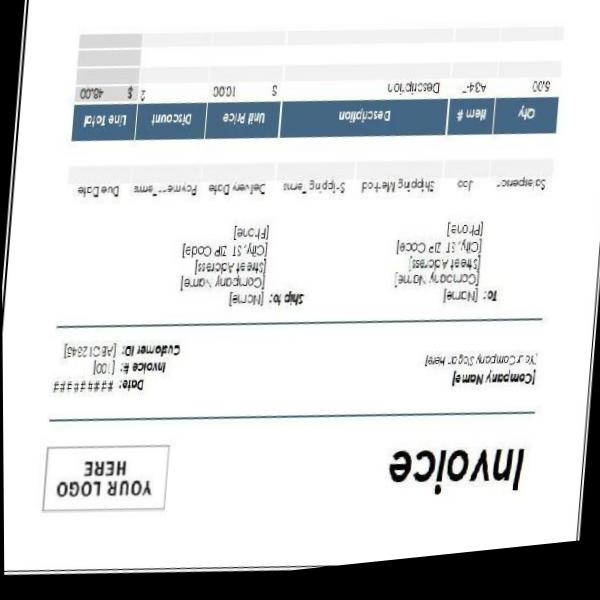 Invoice
YOUR LOGO
HERE
[Company Name]
[Your Company Slogan here]
Date: #########
Invoice #: [100]
Customer ID: [ABC12345]
To: [Name]
[Company Name]
[Street Address]
[City, ST ZIP Code]
[Phone]
Ship to: [Name]
[Company Name]
[Street Address]
[City, ST ZIP Code]
[Phone]
Salesperson Job Shipping Method Shipping Terms Delivery Date Payment Terms Due Date
Qty Item # Description Unit Price Discount Line Total
5.00 Description $ 10.00 2 $ 48.00